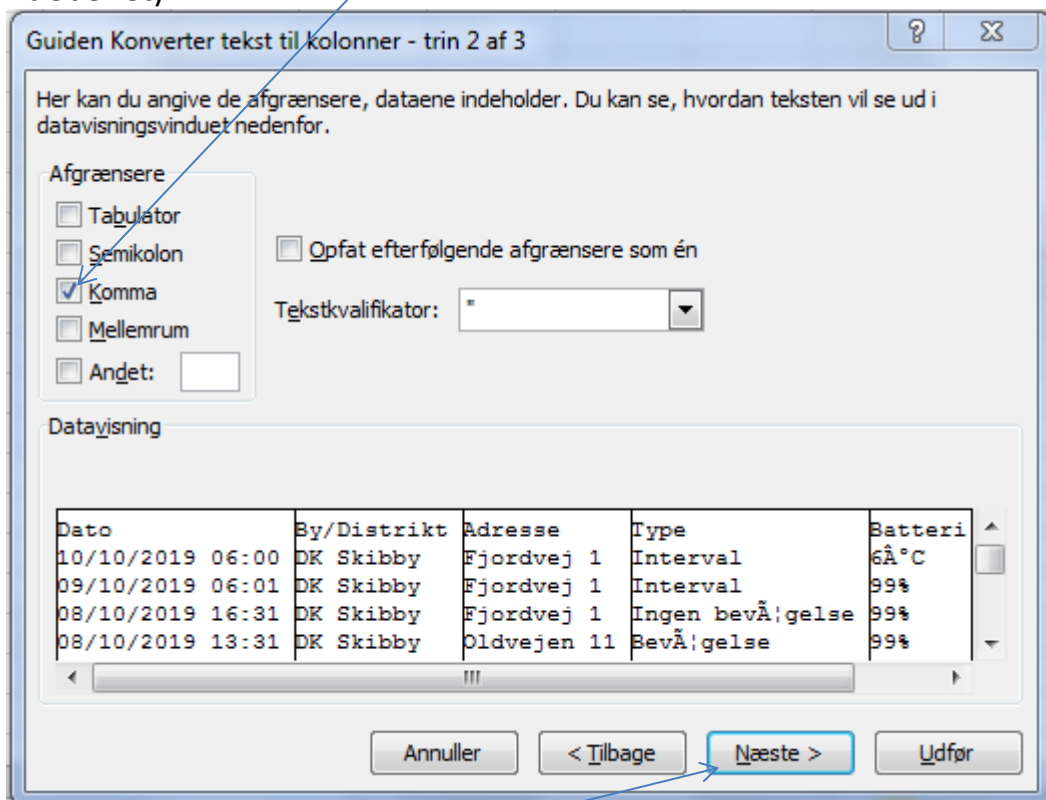 Guiden Konverter tekst til kolonner - trin 2 af 3
Her kan du angive de afgrænsere, dataene indeholder. Du kan se, hvordan teksten vil se ud i
datavisningsvinduet nedenfor.
Afgrænsere
Tabulator
Semikolon
Komma
Mellemrum
Andet:
Opfat efterfølgende afgrænsere som én
Tekstkvalifikator: "
Datavisning
Dato By/Distrikt Adresse Type Batteri
10/10/2019 06:00 DK Skibby Fjordvej 1 Interval 6Â°C
09/10/2019 06:01 DK Skibby Fjordvej 1 Interval 99%
08/10/2019 16:31 DK Skibby Fjordvej 1 Ingen bevÃ¦gelse 99%
08/10/2019 13:31 DK Skibby Oldvejen 11 BevÃ¦gelse 99%
Annuller < Tilbage Næste > Udfør